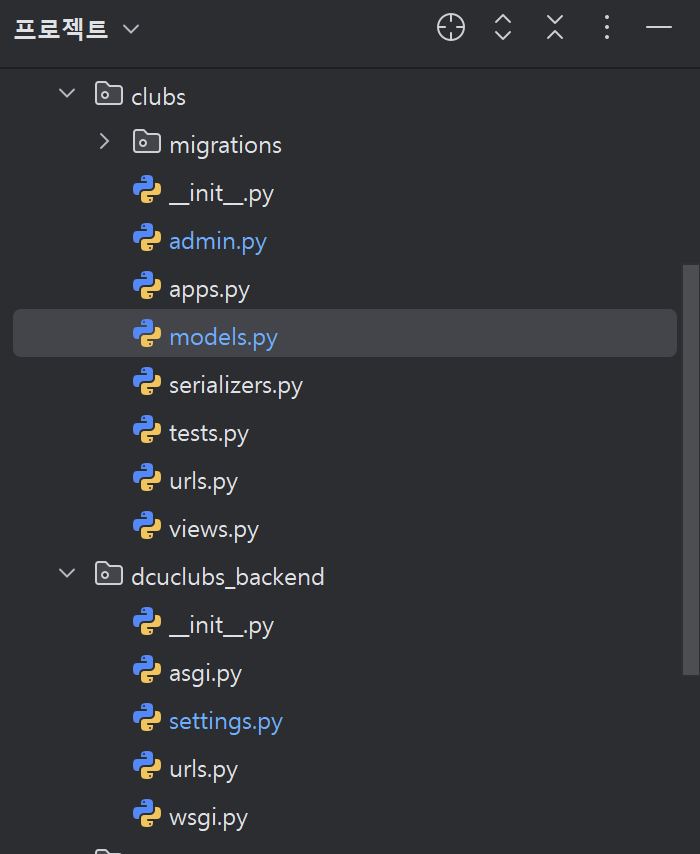 프로젝트
clubs
migrations
__init__.py
admin.py
apps.py
models.py
serializers.py
tests.py
urls.py
views.py
dcuclubs_backend
__init__.py
asgi.py
settings.py
urls.py
wsgi.py